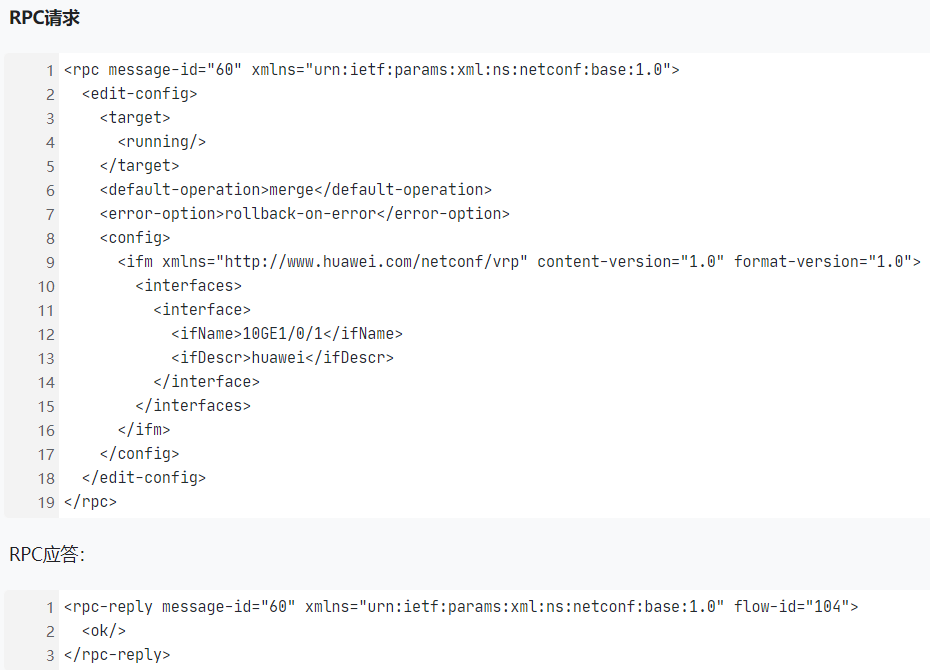 RPC请求
1 <rpc message-id="60" xmlns="urn:ietf:params:xml:ns:netconf:base:1.0">
2   <edit-config>
3     <target>
4       <running/>
5     </target>
6     <default-operation>merge</default-operation>
7     <error-option>rollback-on-error</error-option>
8     <config>
9       <ifm xmlns="http://www.huawei.com/netconf/vrp" content-version="1.0" format-version="1.0">
10         <interfaces>
11           <interface>
12             <ifName>10GE1/0/1</ifName>
13             <ifDescr>huawei</ifDescr>
14           </interface>
15         </interfaces>
16       </ifm>
17     </config>
18   </edit-config>
19 </rpc>
RPC应答:
1 <rpc-reply message-id="60" xmlns="urn:ietf:params:xml:ns:netconf:base:1.0" flow-id="104">
2   <ok/>
3 </rpc-reply>